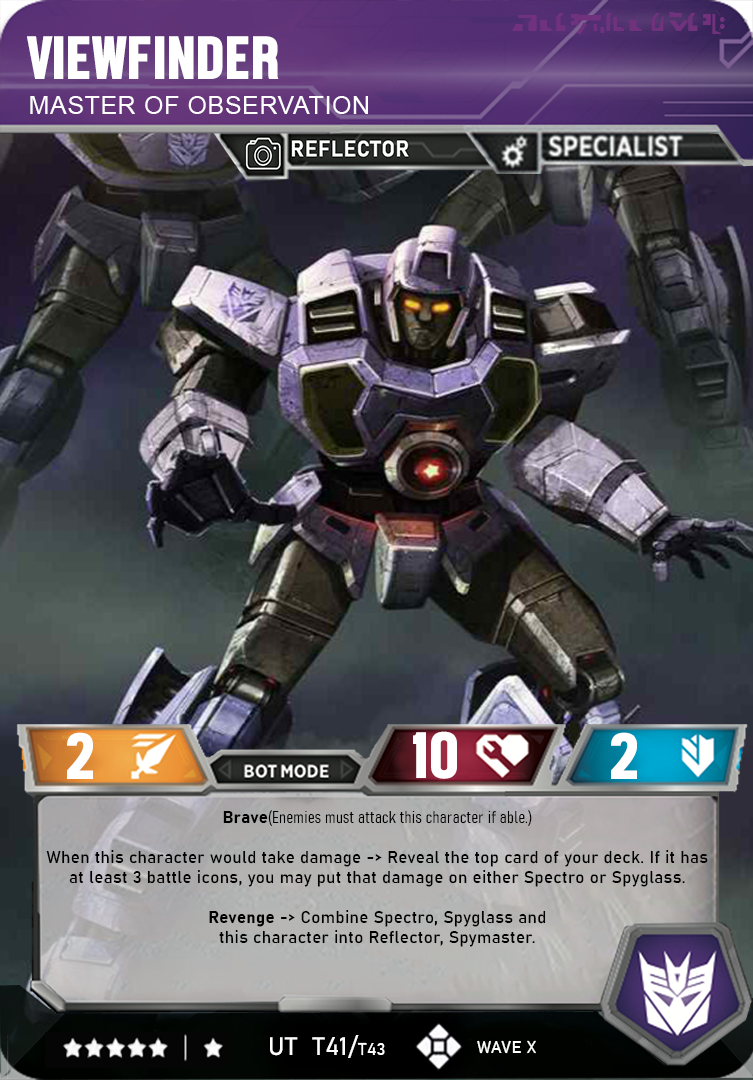 VIEWFINDER
MASTER OF OBSERVATION
REFLECTOR
SPECIALIST
2
BOT MODE
10
2
Brave(Enemies must attack this character if able.)
When this character would take damage -> Reveal the top card of your deck. If it has
at least 3 battle icons, you may put that damage on either Spectro or Spyglass.
Revenge -> Combine Spectro, Spyglass and
this character into Reflector, Spymaster.
★★★★★ | ★ UT T41/T43 WAVE X